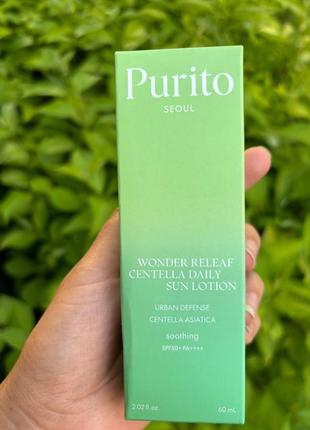 Purito
SEOUL
WONDER RELEAF
CENTELLA DAILY
SUN LOTION
URBAN DEFENSE
CENTELLA ASIATICA
soothing
SPF50+ PA++++
2.02 fl.oz.
60 mL